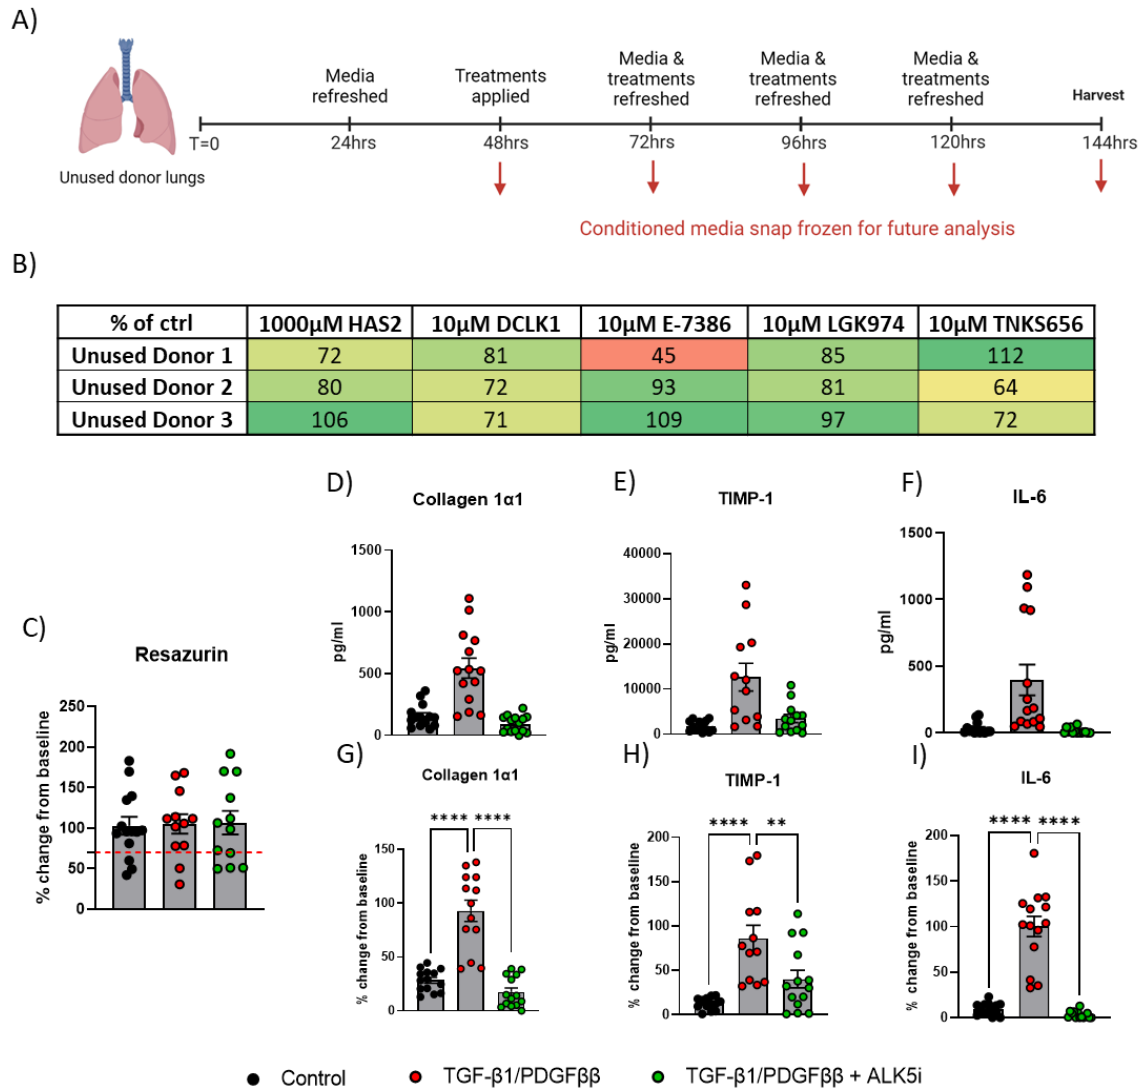 A)
Media
refreshed
Treatments
applied
Media &
treatments
refreshed
Media &
treatments
refreshed
Media &
treatments
refreshed
Harvest
T=0
24hrs
48hrs
72hrs
96hrs
120hrs
144hrs
Unused donor lungs
Conditioned media snap frozen for future analysis
B)
% of ctrl 1000µM HAS2 10µM DCLK1 10µM E-7386 10µM LGK974 10µM TNKS656
Unused Donor 1 72 81 45 85 112
Unused Donor 2 80 72 93 81 64
Unused Donor 3 106 71 109 97 72
C)
Resazurin
% change from baseline
250
200
150
100
50
0
D)
Collagen 1α1
pg/ml
1500
1000
500
0
E)
TIMP-1
pg/ml
40000
30000
20000
10000
0
F)
IL-6
pg/ml
1500
1000
500
0
G)
Collagen 1α1
% change from baseline
150
100
50
0
**** ****
H)
TIMP-1
% change from baseline
200
150
100
50
0
**** **
I)
IL-6
% change from baseline
200
150
100
50
0
**** ****
Control TGF-β1/PDGFββ TGF-β1/PDGFββ + ALK5i